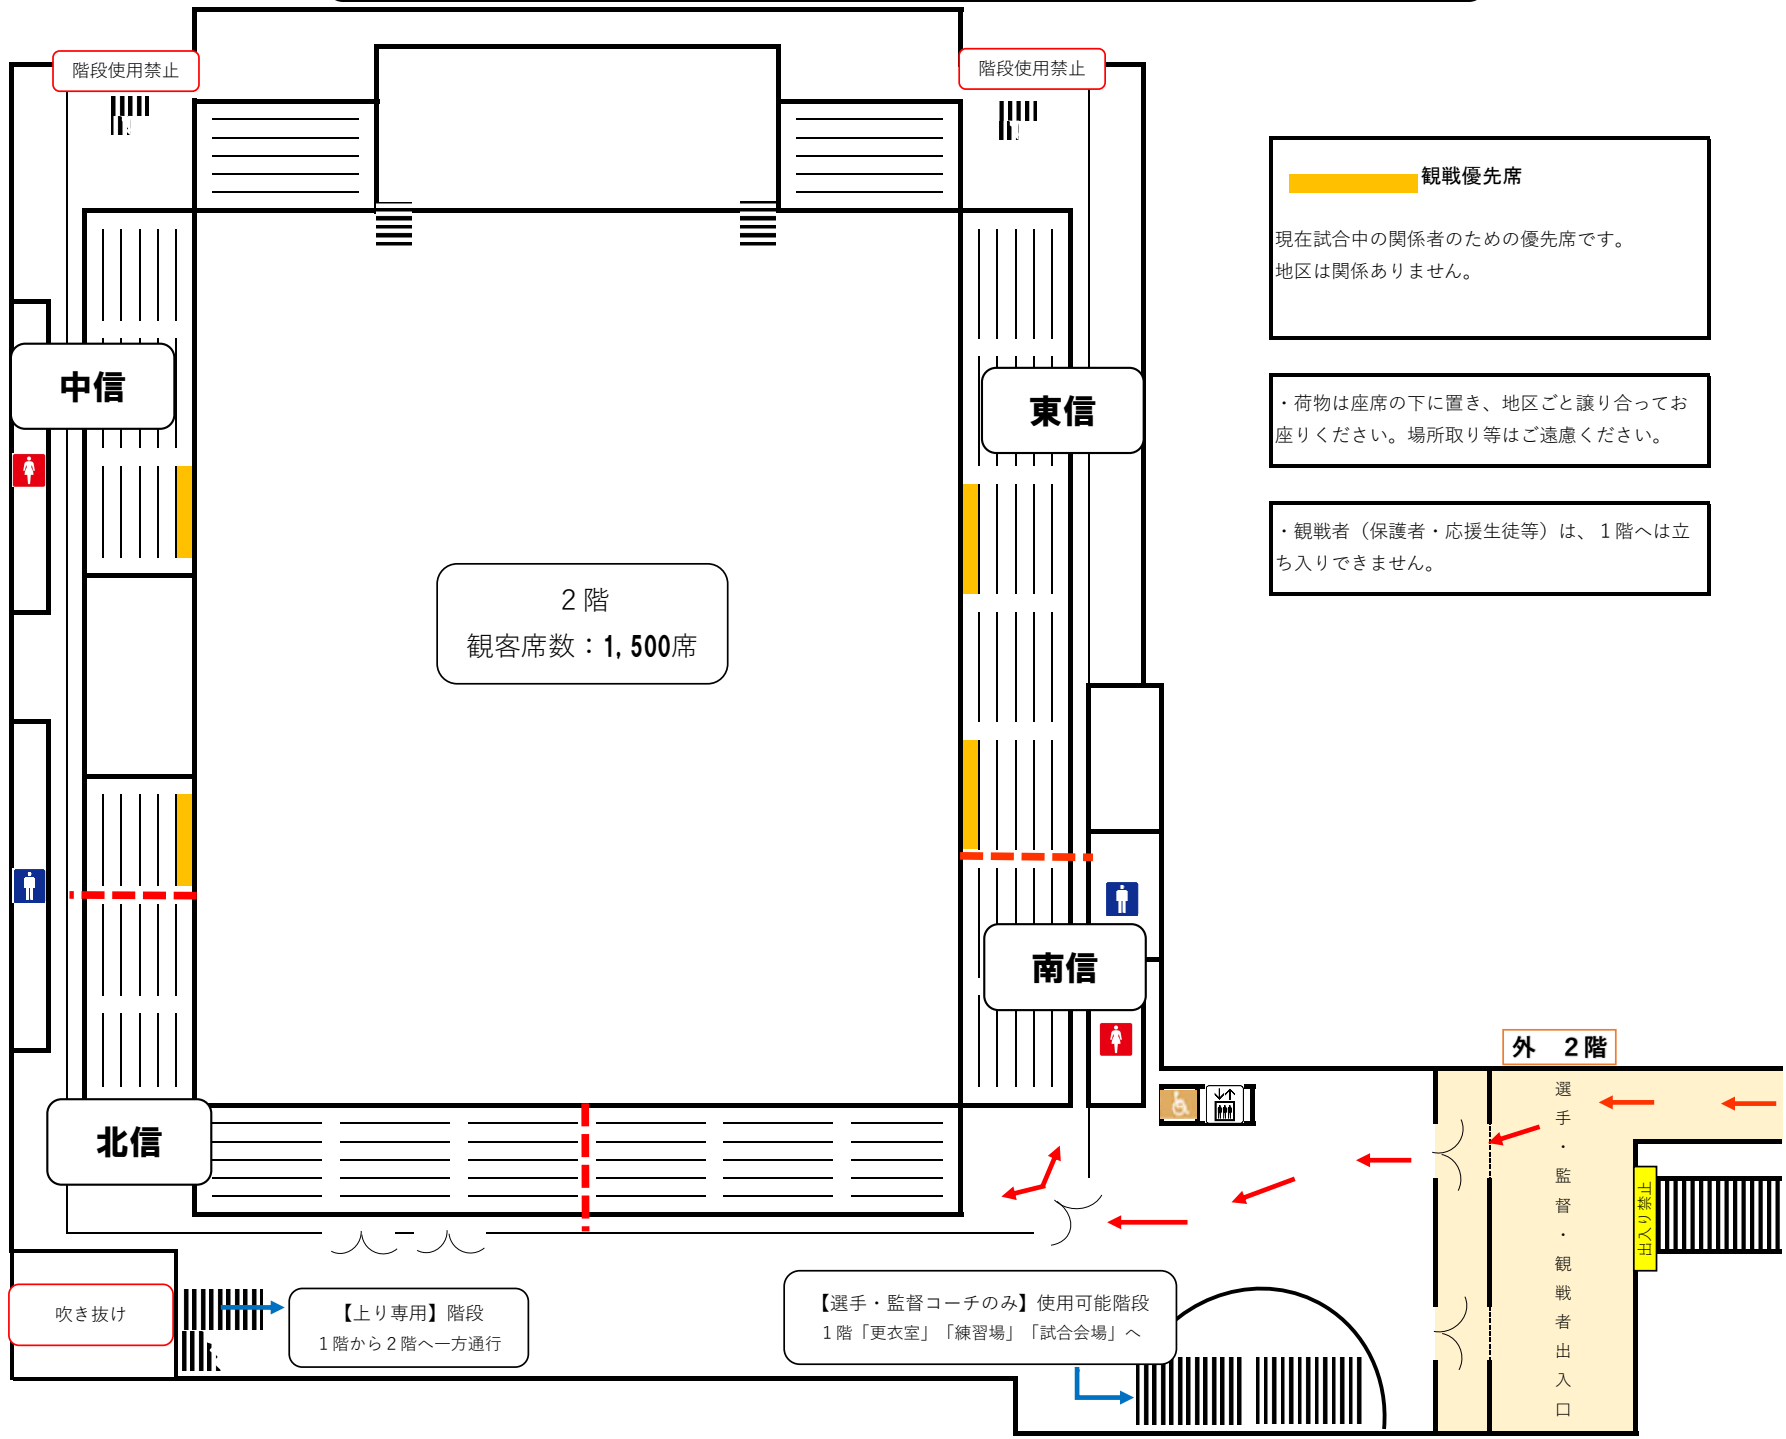 階段使用禁止
階段使用禁止
観戦優先席
現在試合中の関係者のための優先席です。
地区は関係ありません。
中信
東信
・荷物は座席の下に置き、地区ごと譲り合ってお
座りください。場所取り等はご遠慮ください。
・観戦者（保護者・応援生徒等）は、１階へは立
ち入りできません。
２階
観客席数：1,500席
南信
外　２階
北信
選手・監督・観戦者出入口
出入り禁止
吹き抜け
【上り専用】階段
１階から２階へ一方通行
【選手・監督コーチのみ】使用可能階段
１階「更衣室」「練習場」「試合会場」へ